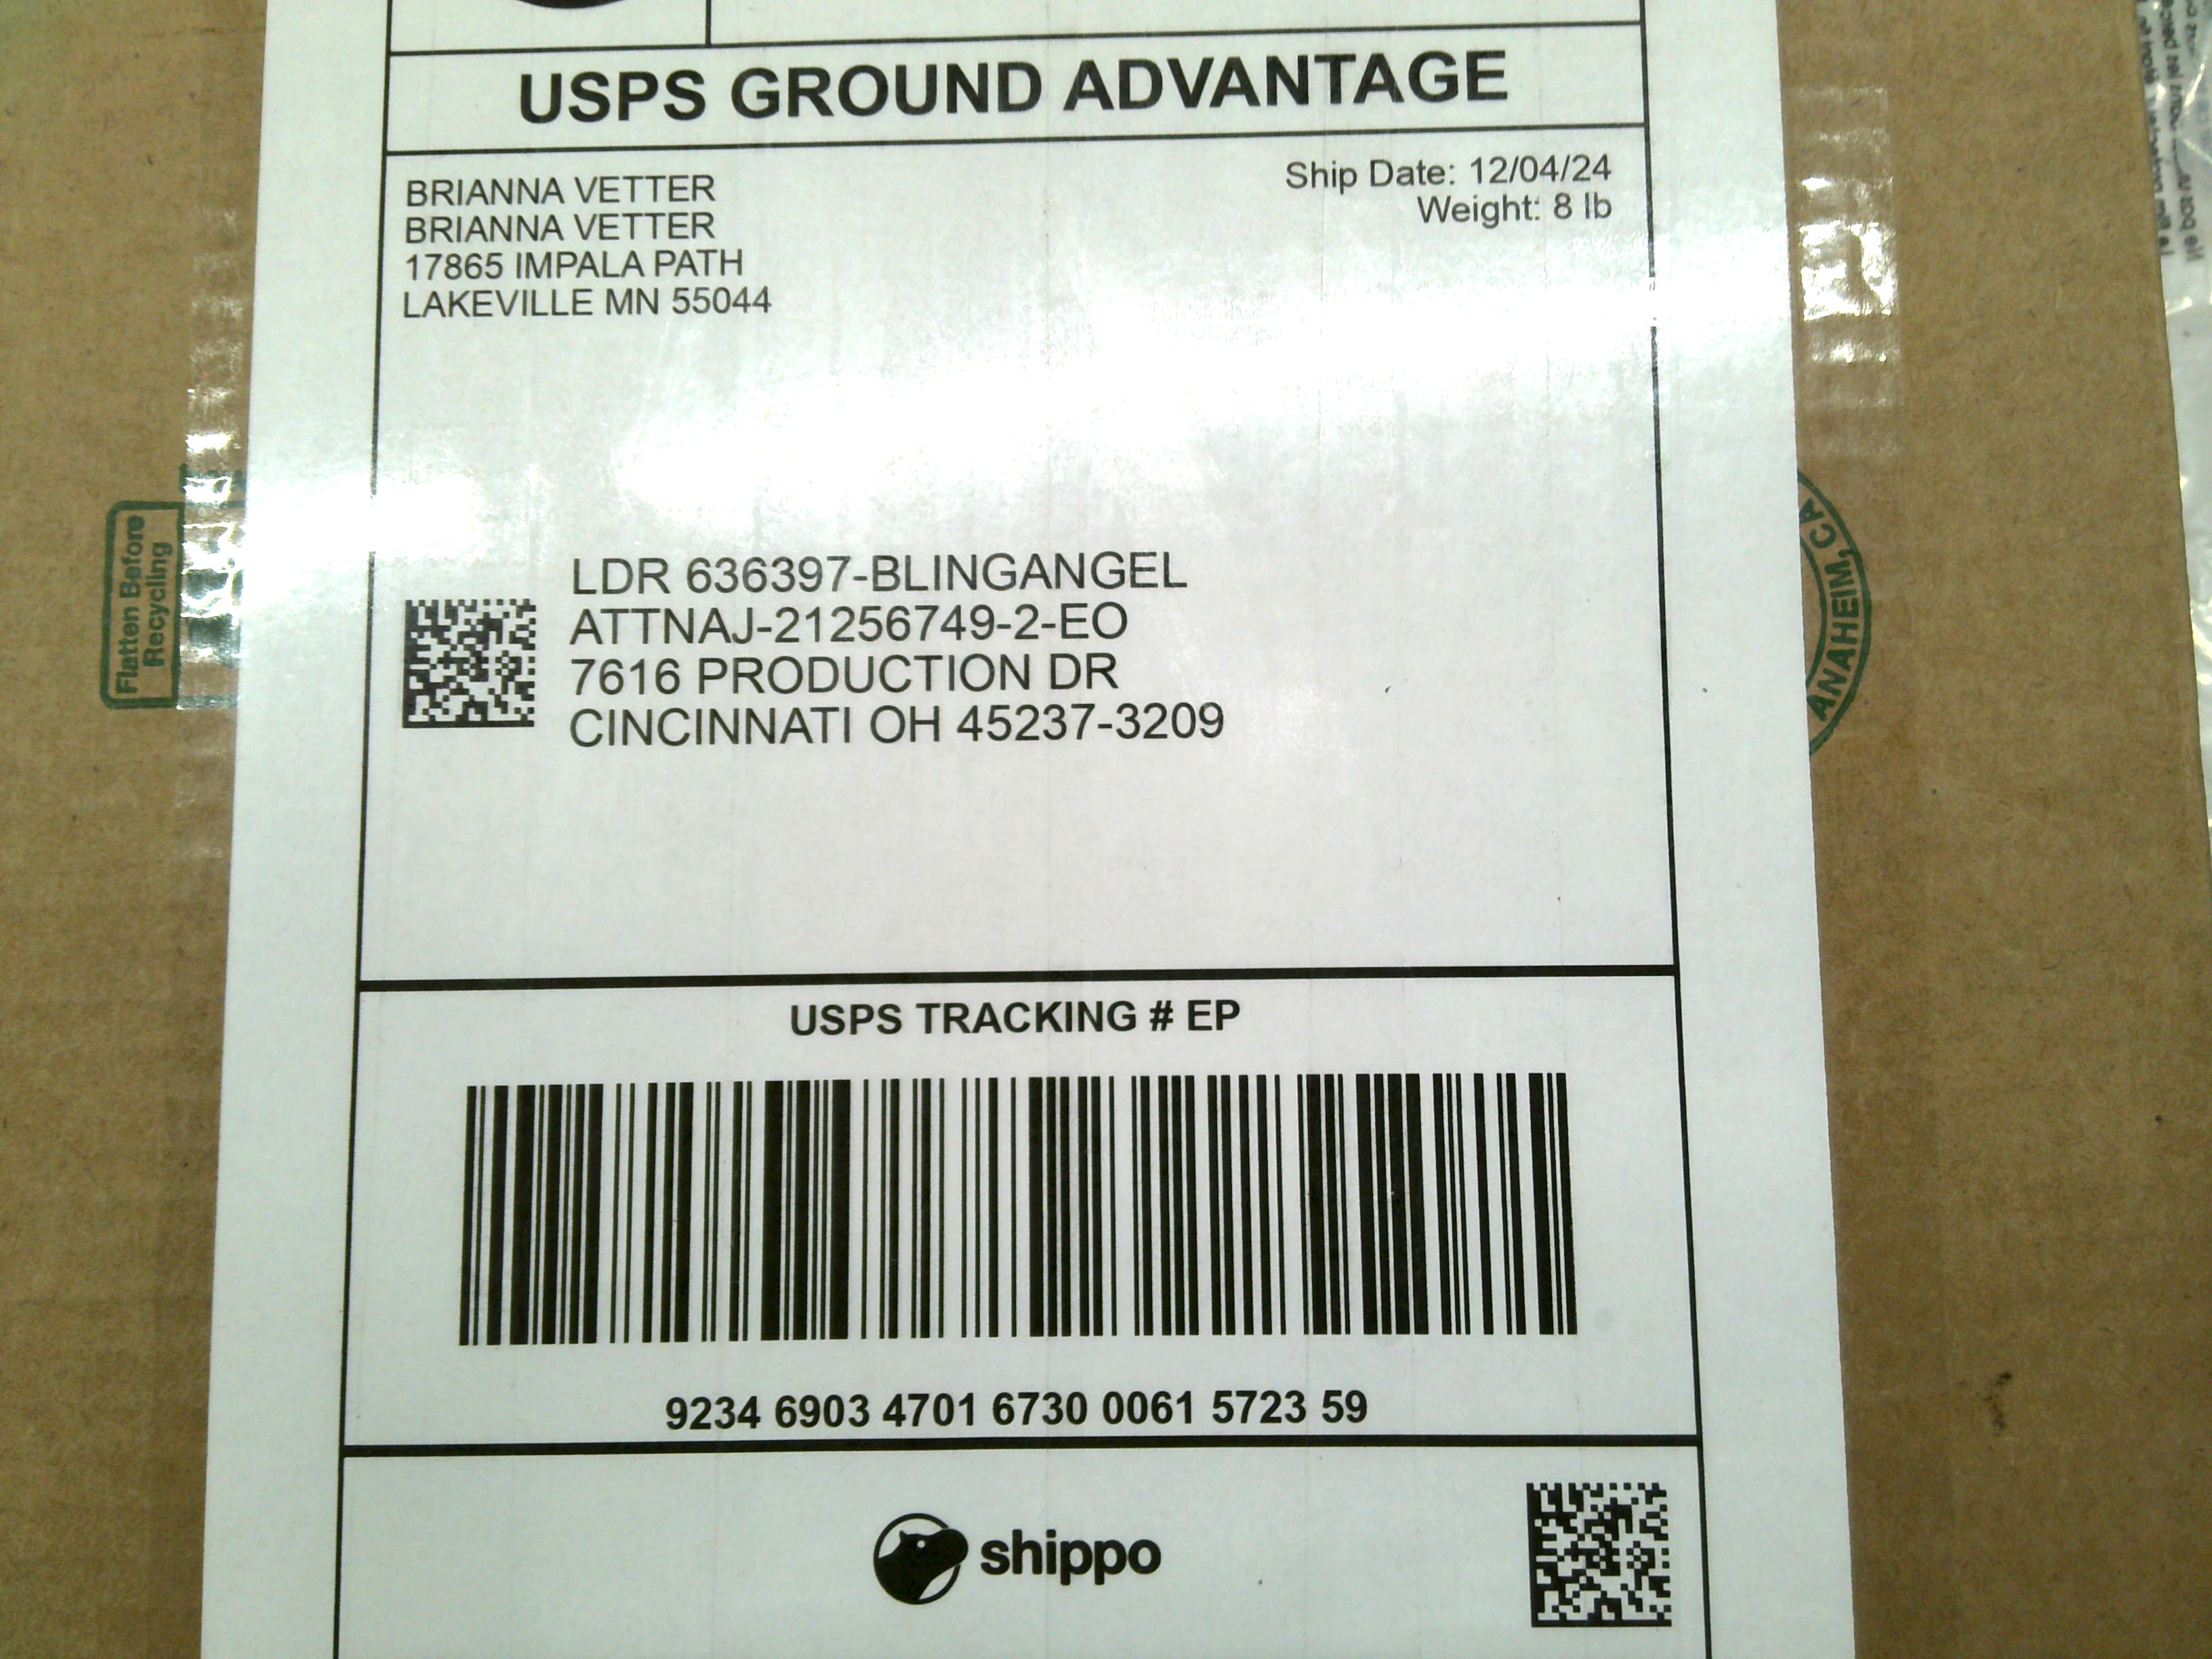 USPS GROUND ADVANTAGE
BRIANNA VETTER
BRIANNA VETTER
17865 IMPALA PATH
LAKEVILLE MN 55044
Ship Date: 12/04/24
Weight: 8 lb
LDR 636397-BLINGANGEL
ATTNAJ-21256749-2-EO
7616 PRODUCTION DR
CINCINNATI OH 45237-3209
Flatten Before
Recycling
ANAHEIM, CA
USPS TRACKING # EP
9234 6903 4701 6730 0061 5723 59
shippo